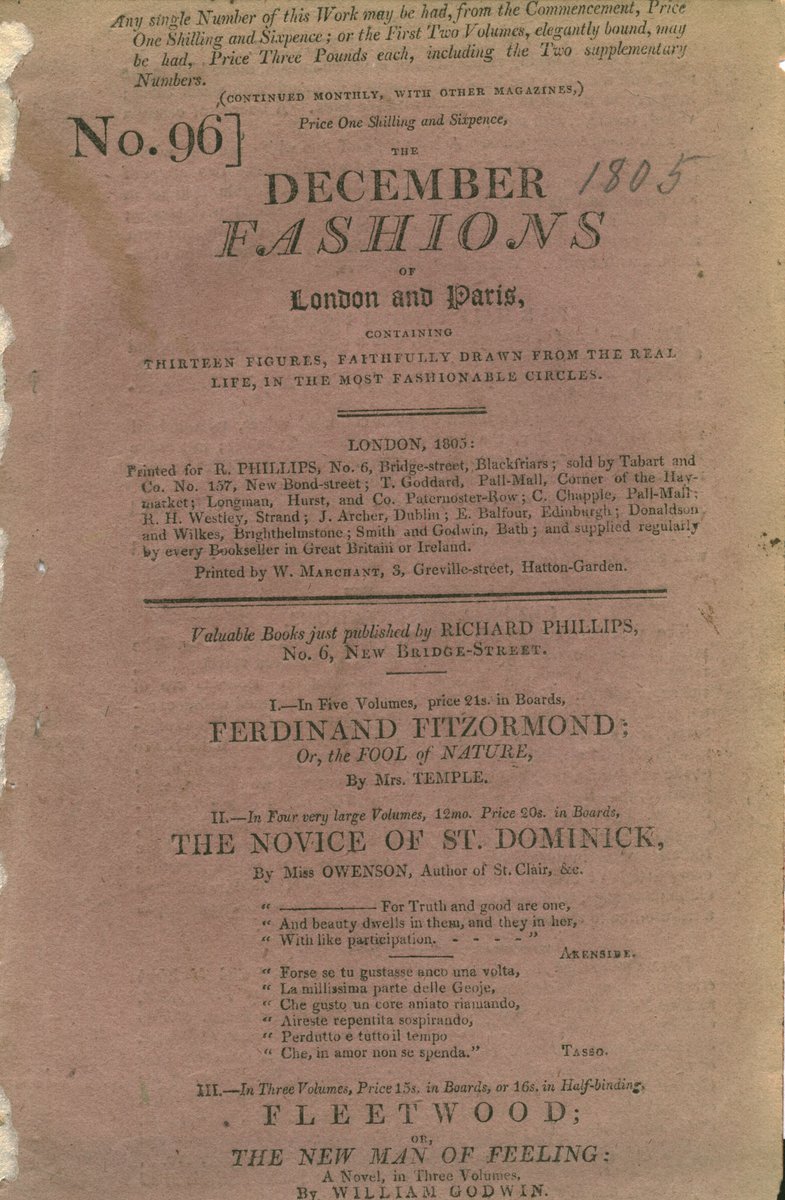 Any single Number of this Work may be had, from the Commencement, Price
One Shilling and Sixpence; or the First Two Volumes, elegantly bound, may
be had, Price Three Pounds each, including the Two supplementary
Numbers.
(CONTINUED MONTHLY, WITH OTHER MAGAZINES,)
No. 96]
Price One Shilling and Sixpence,
THE
DECEMBER 1805
FASHIONS
OF
London and Paris,
CONTAINING
THIRTEEN FIGURES, FAITHFULLY DRAWN FROM THE REAL
LIFE, IN THE MOST FASHIONABLE CIRCLES.
LONDON, 1805:
Printed for R. PHILLIPS, No. 6, Bridge-street, Blackfriars; sold by Tabart and
Co. No. 157, New Bond-street; T. Goddard, Pall-Mall, Corner of the Hay-
market; Longman, Hurst, and Co. Paternoster-Row; C. Chapple, Pall-Mall;
R. H. Westley, Strand; J. Archer, Dublin; E. Balfour, Edinburgh; Donaldson
and Wilkes, Brighthelmstone; Smith and Godwin, Bath; and supplied regularly
by every Bookseller in Great Britain or Ireland.
Printed by W. MARCHANT, 3, Greville-street, Hatton-Garden.
Valuable Books just published by RICHARD PHILLIPS,
No. 6, NEW BRIDGE-STREET.
I.—In Five Volumes, price 21s. in Boards,
FERDINAND FITZORMOND;
Or, the FOOL of NATURE,
By Mrs. TEMPLE.
II.—In Four very large Volumes, 12mo. Price 20s. in Boards,
THE NOVICE OF ST. DOMINICK,
By Miss OWENSON, Author of St. Clair, &c.
" ———— For Truth and good are one,
" And beauty dwells in them, and they in her,
" With like participation. - - - - "
AKENSIDE.
" Forse se tu gustasse anco una volta,
" La millissima parte delle Geoje,
" Che gusto un core aniato riamando,
" Aireste repentita sospirando,
" Perdutto e tutto il tempo
" Che, in amor non se spenda." TASSO.
III.—In Three Volumes, Price 15s. in Boards, or 16s. in Half-binding,
FLEETWOOD;
OR,
THE NEW MAN OF FEELING:
A Novel, in Three Volumes,
By WILLIAM GODWIN.